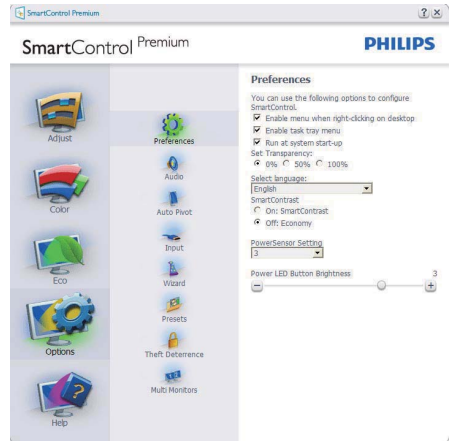 SmartControl Premium
SmartControl Premium
PHILIPS
Adjust
Color
Eco
Options
Help
Preferences
Audio
Auto Pivot
Input
Wizard
Presets
Theft Deterrence
Multi Monitors
Preferences
You can use the following options to configure
SmartControl.
Enable menu when right-clicking on desktop
Enable task tray menu
Run at system start-up
Set Transparency:
0% 50% 100%
Select language:
English
SmartContrast
On: SmartContrast
Off: Economy
PowerSensor Setting
3
Power LED Button Brightness 3